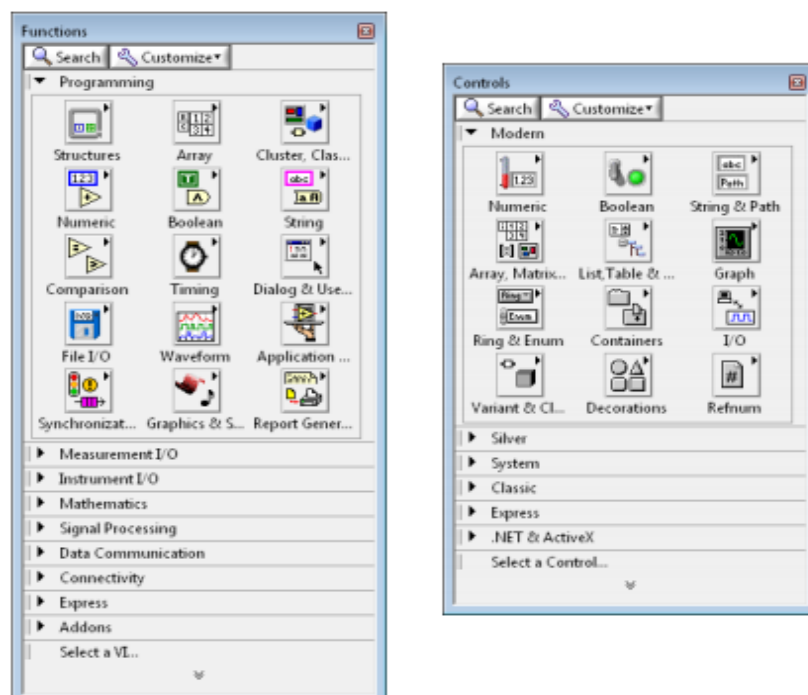 Functions
Search Customize
Programming
Structures Array Cluster, Clas...
Numeric Boolean String
Comparison Timing Dialog & Use...
File I/O Waveform Application ...
Synchronizat... Graphics & S... Report Gener...
Measurement I/O
Instrument I/O
Mathematics
Signal Processing
Data Communication
Connectivity
Express
Addons
Select a VI...
Controls
Search Customize
Modern
Numeric Boolean String & Path
Array, Matrix... List, Table & ... Graph
Ring & Enum Containers I/O
Variant & Cl... Decorations Refnum
Silver
System
Classic
Express
.NET & ActiveX
Select a Control...